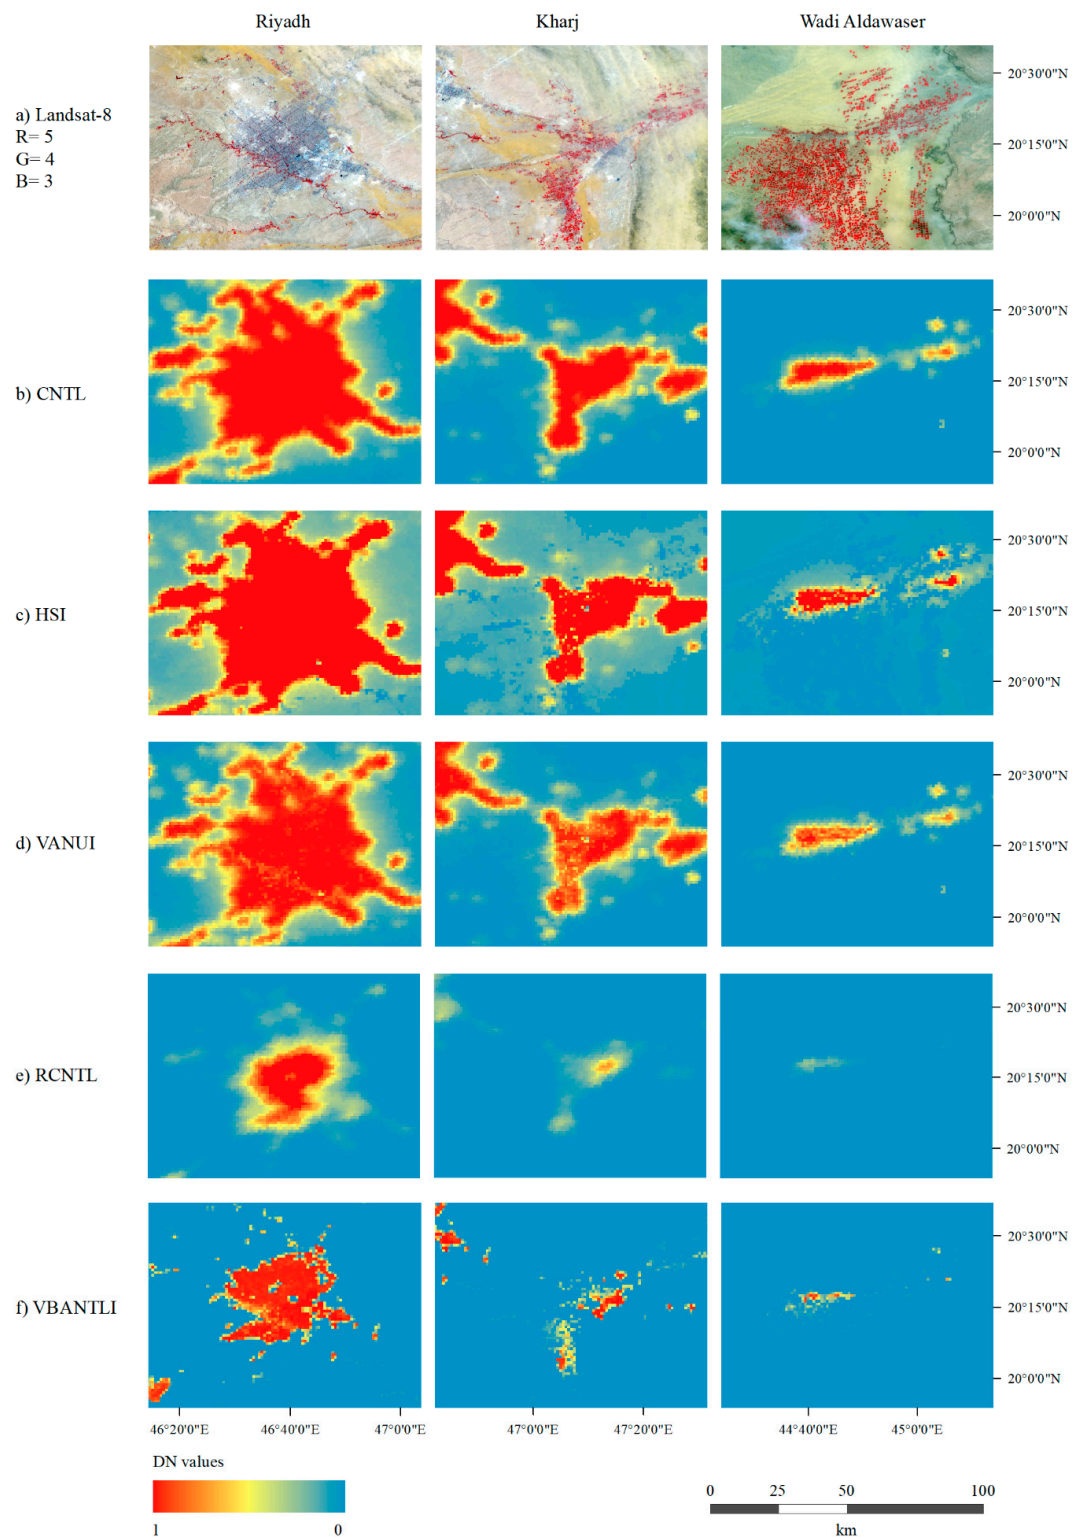 Riyadh Kharj Wadi Aldawaser
a) Landsat-8
R= 5
G= 4
B= 3
20°30'0"N
20°15'0"N
20°0'0"N
b) CNTL
20°30'0"N
20°15'0"N
20°0'0"N
c) HSI
20°30'0"N
20°15'0"N
20°0'0"N
d) VANUI
20°30'0"N
20°15'0"N
20°0'0"N
e) RCNTL
20°30'0"N
20°15'0"N
20°0'0"N
f) VBANTLI
20°30'0"N
20°15'0"N
20°0'0"N
46°20'0"E 46°40'0"E 47°0'0"E 47°0'0"E 47°20'0"E 44°40'0"E 45°0'0"E
DN values
1 0
0 25 50 100
km